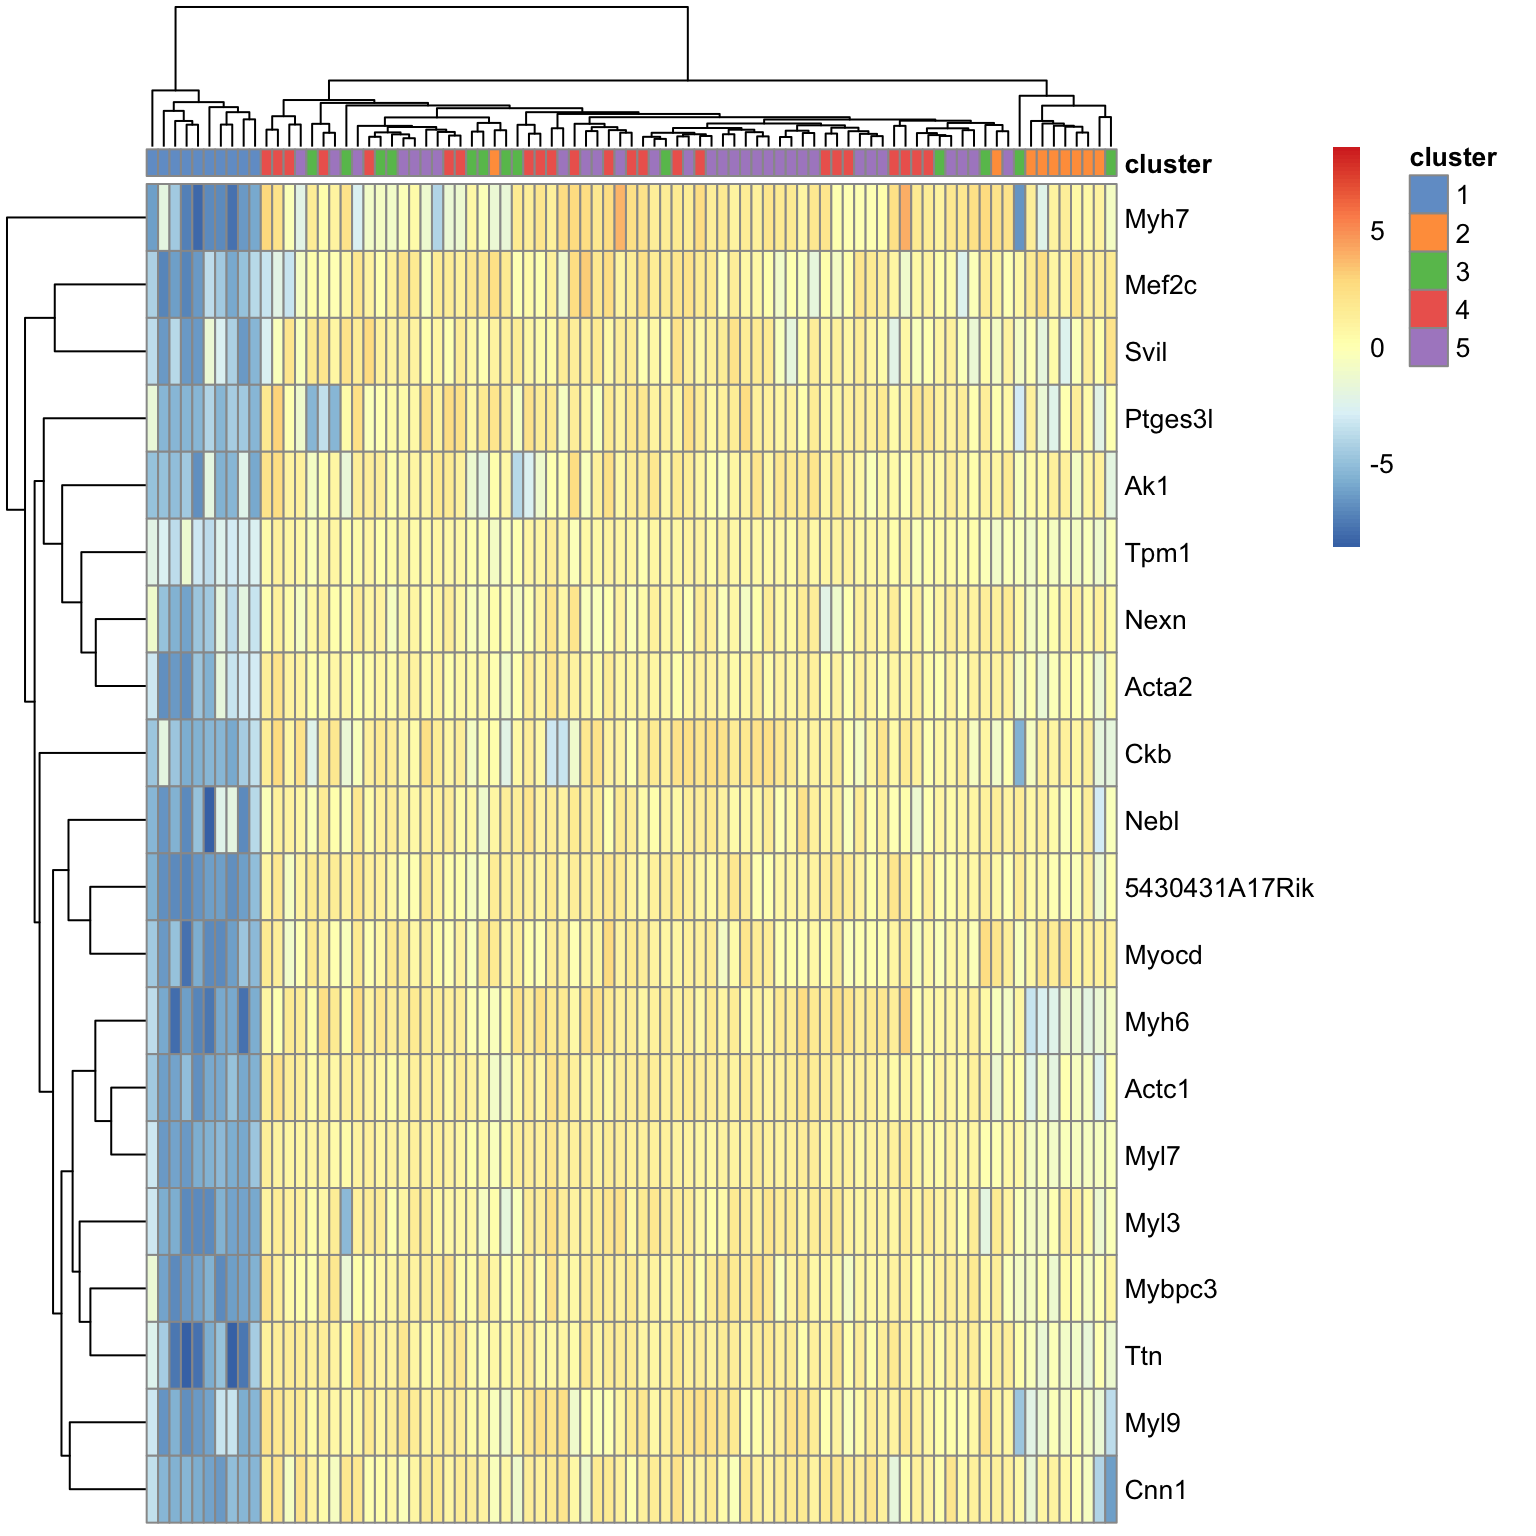 cluster
Myh7
Mef2c
Svil
Ptges3l
Ak1
Tpm1
Nexn
Acta2
Ckb
Nebl
5430431A17Rik
Myocd
Myh6
Actc1
Myl7
Myl3
Mybpc3
Ttn
Myl9
Cnn1
5
0
-5
cluster
1
2
3
4
5